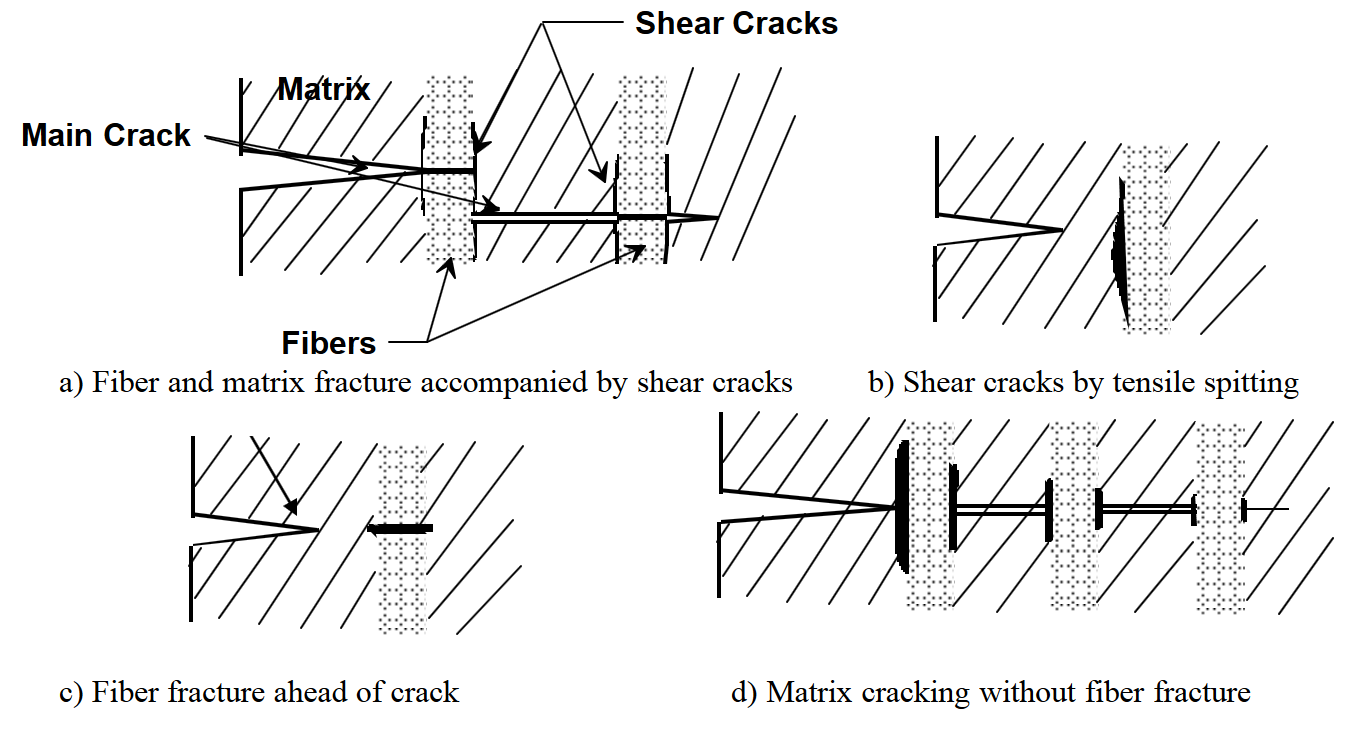 Shear Cracks
Matrix
Main Crack
Fibers
a) Fiber and matrix fracture accompanied by shear cracks
b) Shear cracks by tensile spitting
c) Fiber fracture ahead of crack
d) Matrix cracking without fiber fracture